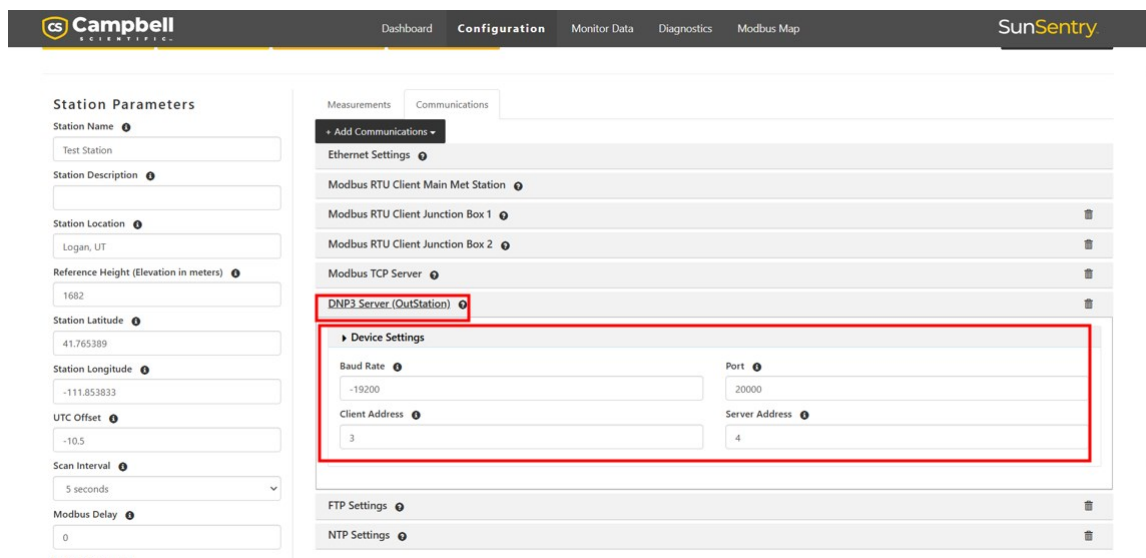 CS Campbell
SCIENTIFIC
Dashboard
Configuration
Monitor Data
Diagnostics
Modbus Map
SunSentry
Station Parameters
Station Name
Test Station
Station Description
Station Location
Logan, UT
Reference Height (Elevation in meters)
1682
Station Latitude
41.765389
Station Longitude
-111.853833
UTC Offset
-10.5
Scan Interval
5 seconds
Modbus Delay
0
Measurements
Communications
+ Add Communications
Ethernet Settings
Modbus RTU Client Main Met Station
Modbus RTU Client Junction Box 1
Modbus RTU Client Junction Box 2
Modbus TCP Server
DNP3 Server (OutStation)
Device Settings
Baud Rate
-19200
Port
20000
Client Address
3
Server Address
4
FTP Settings
NTP Settings